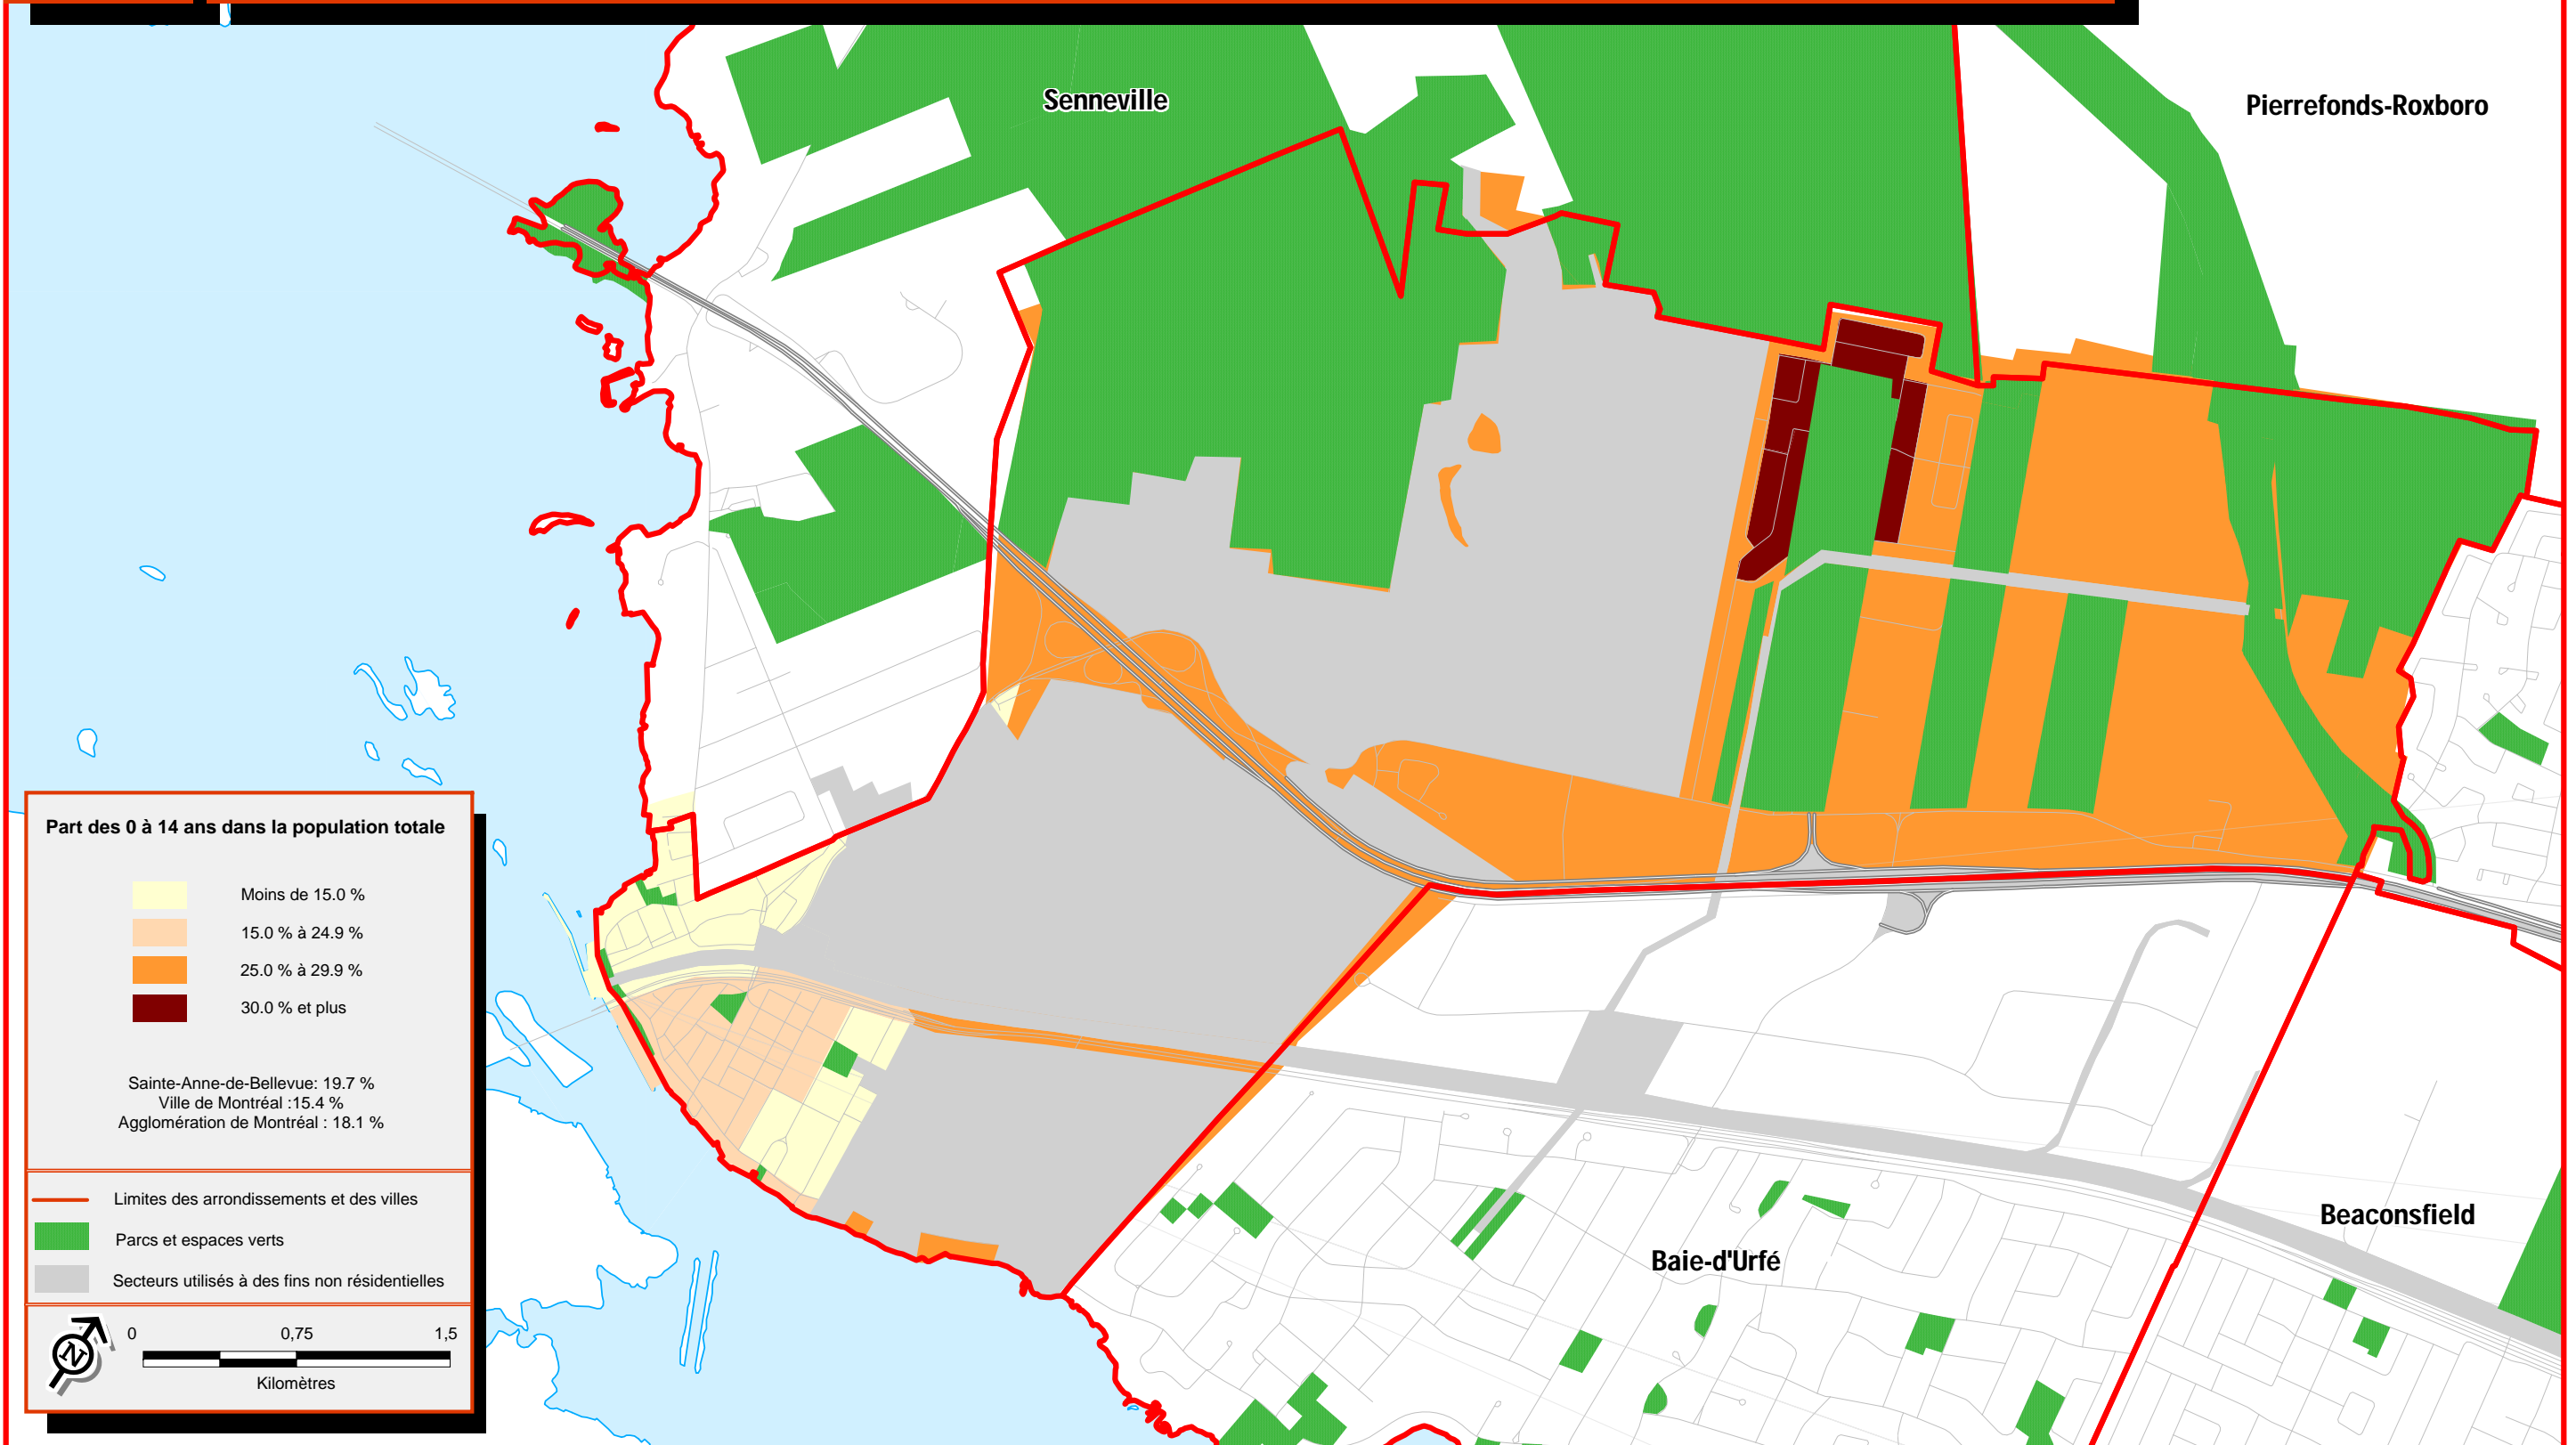 Senneville
Pierrefonds-Roxboro
Part des 0 à 14 ans dans la population totale
Moins de 15.0 %
15.0 % à 24.9 %
25.0 % à 29.9 %
30.0 % et plus
Sainte-Anne-de-Bellevue: 19.7 %
Ville de Montréal :15.4 %
Agglomération de Montréal : 18.1 %
Limites des arrondissements et des villes
Parcs et espaces verts
Secteurs utilisés à des fins non résidentielles
N
0 0,75 1,5
Kilomètres
Beaconsfield
Baie-d'Urfé